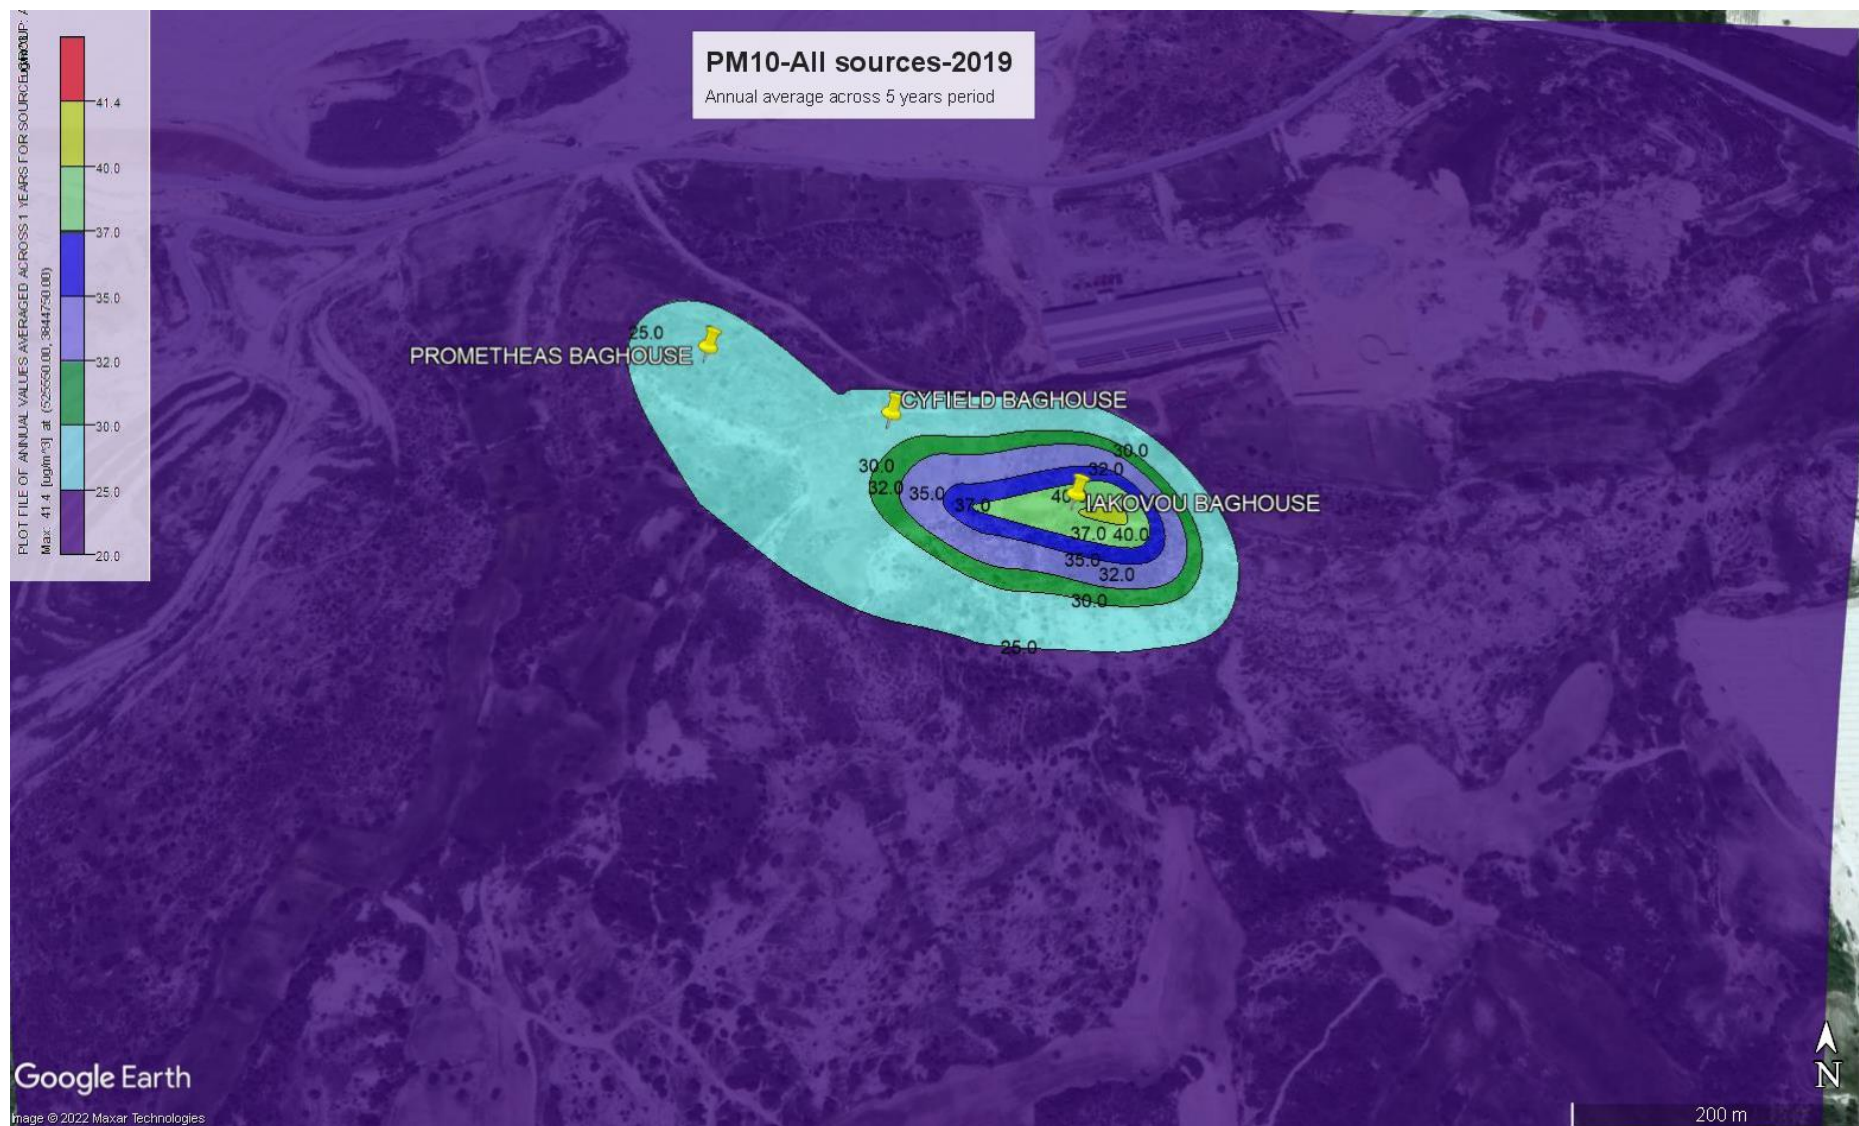 PM10-All sources-2019
Annual average across 5 years period
PLOT FILE OF ANNUAL VALUES AVERAGED ACROSS 1 YEARS FOR SOURCE GROUP: A
Max: 41.4 [ug/m^3] at (525550.00, 3844750.00)
41.4
40.0
37.0
35.0
32.0
30.0
25.0
20.0
25.0
PROMETHEAS BAGHOUSE
CYFIELD BAGHOUSE
30.0
30.0
32.0
32.0
35.0
37.0
40
IAKOVOU BAGHOUSE
37.0
40.0
35.0
32.0
30.0
25.0
Google Earth
Image © 2022 Maxar Technologies
N
200 m